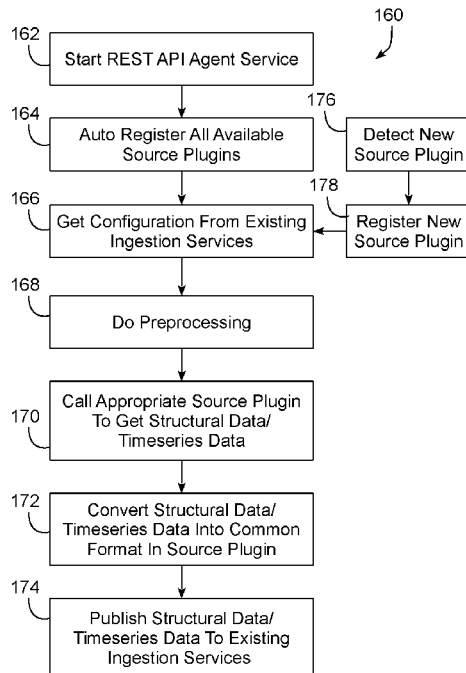 160
162
Start REST API Agent Service
164
Auto Register All Available
Source Plugins
176
Detect New
Source Plugin
166
Get Configuration From Existing
Ingestion Services
178
Register New
Source Plugin
168
Do Preprocessing
170
Call Appropriate Source Plugin
To Get Structural Data/
Timeseries Data
172
Convert Structural Data/
Timeseries Data Into Common
Format In Source Plugin
174
Publish Structural Data/
Timeseries Data To Existing
Ingestion Services